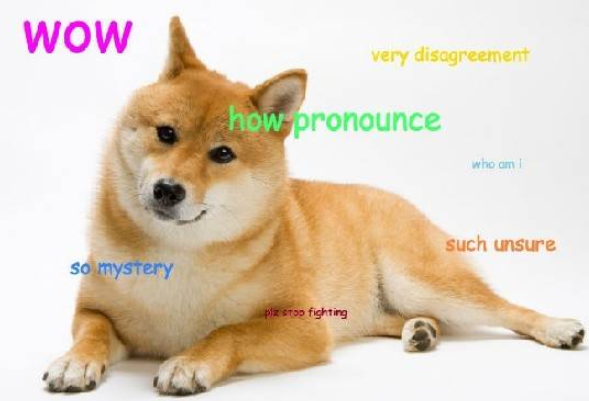 wow
very disagreement
how pronounce
who am i
such unsure
so mystery
plz stop fighting